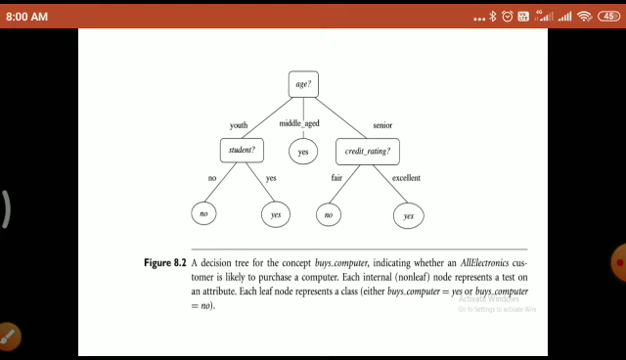 8:00 AM
4G
45
age?
youth
middle_aged
senior
student?
yes
credit_rating?
no
yes
fair
excellent
no
yes
no
yes
Figure 8.2 A decision tree for the concept buys_computer, indicating whether an AllElectronics cus-
tomer is likely to purchase a computer. Each internal (nonleaf) node represents a test on
an attribute. Each leaf node represents a class (either buys_computer = yes or buys_computer
= no).
Activate Windows
Go to Settings to activate Win